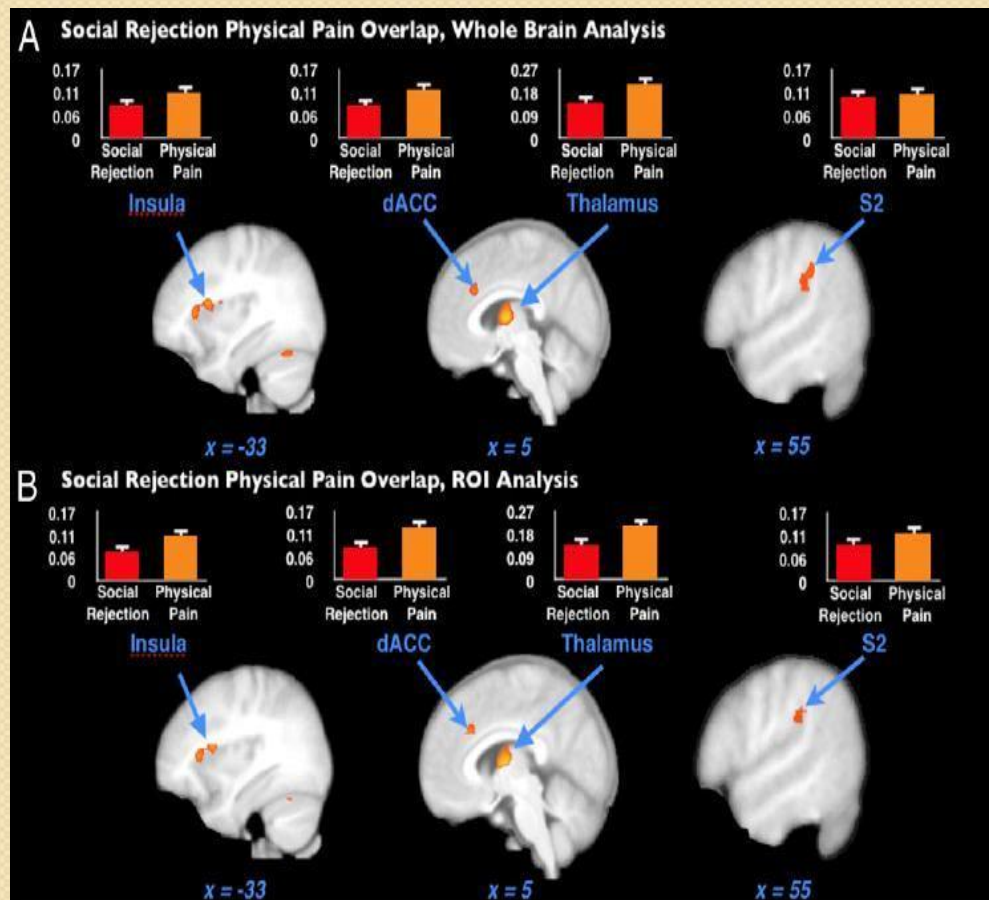 A Social Rejection Physical Pain Overlap, Whole Brain Analysis
0.17 0.17 0.27 0.17
0.11 0.11 0.18 0.11
0.06 0.06 0.09 0.06
0 0 0 0
Social Physical Social Physical Social Physical Social Physical
Rejection Pain Rejection Pain Rejection Pain Rejection Pain
Insula dACC Thalamus S2
x = -33 x = 5 x = 55
B Social Rejection Physical Pain Overlap, ROI Analysis
0.17 0.17 0.27 0.17
0.11 0.11 0.18 0.11
0.06 0.06 0.09 0.06
0 0 0 0
Social Physical Social Physical Social Physical Social Physical
Rejection Pain Rejection Pain Rejection Pain Rejection Pain
Insula dACC Thalamus S2
x = -33 x = 5 x = 55